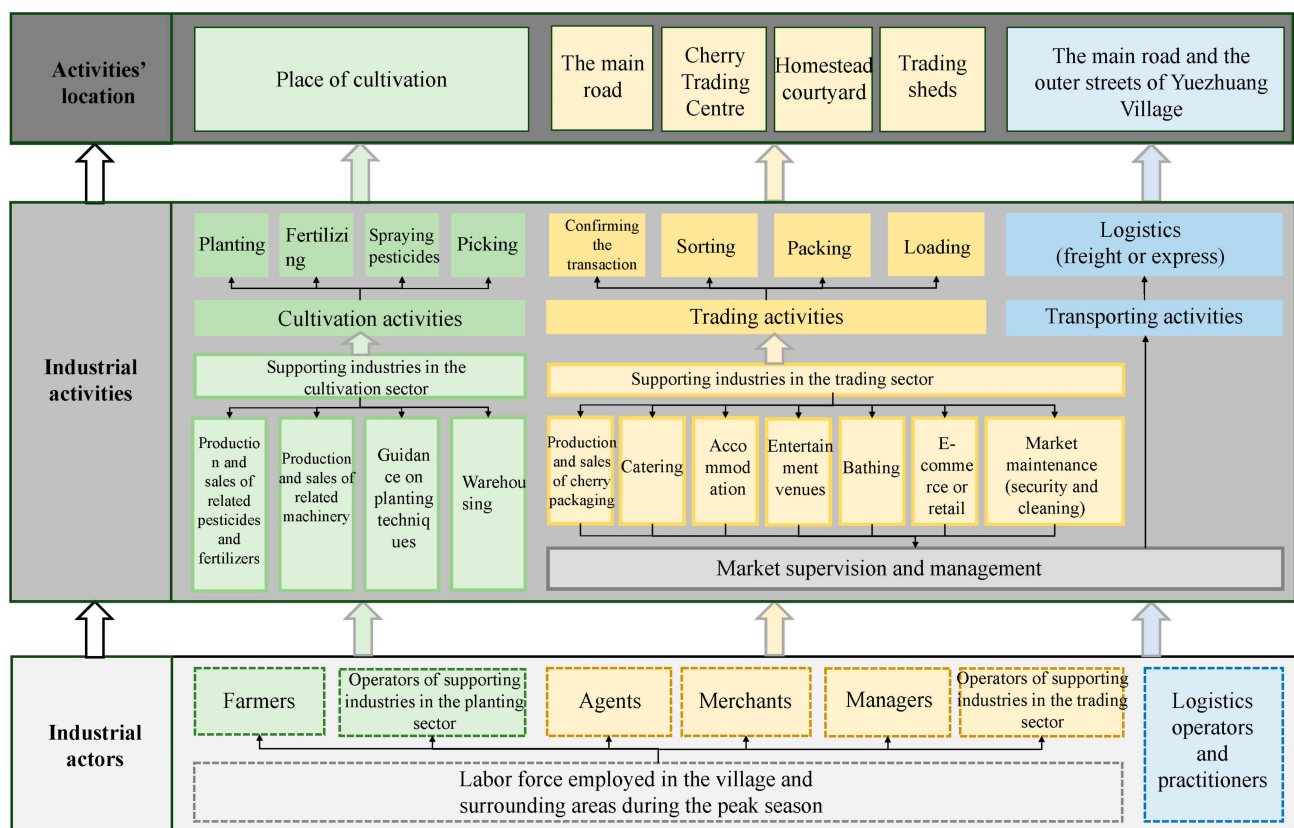 Activities'
location
Place of cultivation
The main
road
Cherry
Trading
Centre
Homestead
courtyard
Trading
sheds
The main road and the
outer streets of Yuezhuang
Village
Industrial
activities
Planting
Fertilizi
ng
Spraying
pesticides
Picking
Confirming
the
transaction
Sorting
Packing
Loading
Logistics
(freight or express)
Cultivation activities
Trading activities
Transporting activities
Supporting industries in the
cultivation sector
Supporting industries in the trading sector
Productio
n and
sales of
related
pesticides
and
fertilizers
Production
and sales of
related
machinery
Guidan
ce on
planting
techniq
ues
Warehou
sing
Production
and sales
of cherry
packaging
Catering
Acco
mmod
ation
Entertain
ment
venues
Bathing
E-
comme
rce or
retail
Market
maintenance
(security and
cleaning)
Market supervision and management
Industrial
actors
Farmers
Operators of supporting
industries in the planting
sector
Agents
Merchants
Managers
Operators of supporting
industries in the trading
sector
Logistics
operators
and
practitioners
Labor force employed in the village and
surrounding areas during the peak season